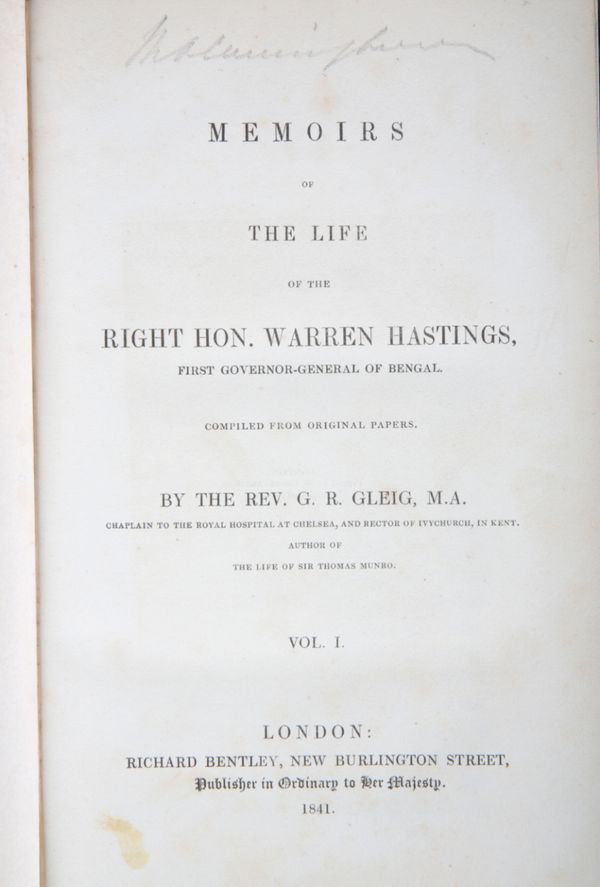 MEMOIRS
OF
THE LIFE
OF THE
RIGHT HON. WARREN HASTINGS,
FIRST GOVERNOR-GENERAL OF BENGAL.
COMPILED FROM ORIGINAL PAPERS.
BY THE REV. G. R. GLEIG, M.A.
CHAPLAIN TO THE ROYAL HOSPITAL AT CHELSEA, AND RECTOR OF IVYCHURCH, IN KENT.
AUTHOR OF
THE LIFE OF SIR THOMAS MUNRO.
VOL. I.
LONDON:
RICHARD BENTLEY, NEW BURLINGTON STREET,
Publisher in Ordinary to Her Majesty.
1841.